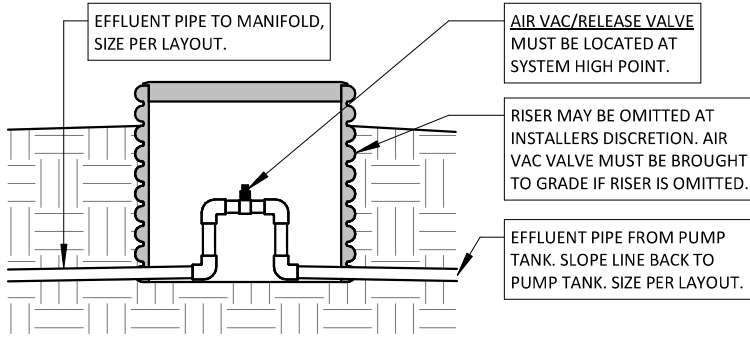 EFFLUENT PIPE TO MANIFOLD,
SIZE PER LAYOUT.
AIR VAC/RELEASE VALVE
MUST BE LOCATED AT
SYSTEM HIGH POINT.
RISER MAY BE OMITTED AT
INSTALLERS DISCRETION. AIR
VAC VALVE MUST BE BROUGHT
TO GRADE IF RISER IS OMITTED.
EFFLUENT PIPE FROM PUMP
TANK. SLOPE LINE BACK TO
PUMP TANK. SIZE PER LAYOUT.